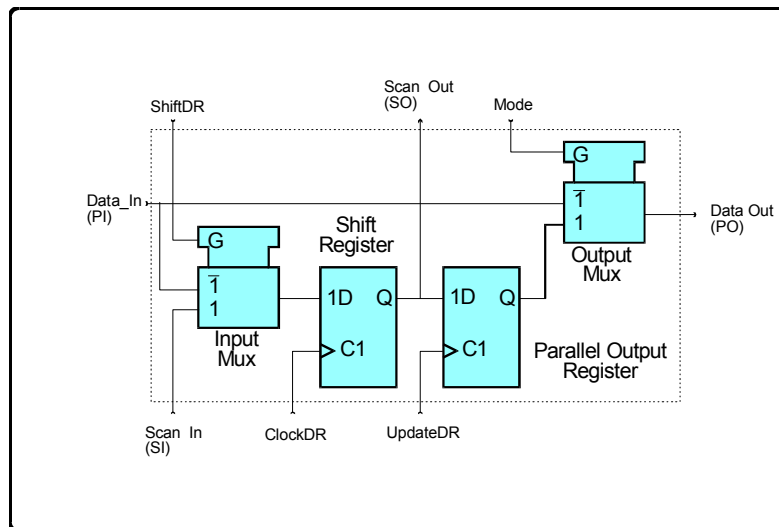 Scan Out
(SO)
Mode
ShiftDR
G
Data_In
(PI)
1̅
1
Data Out
(PO)
Shift
Register
G
Output
Mux
1̅
1
1D Q
1D Q
C1
C1
Input
Mux
Parallel Output
Register
Scan In
(SI)
ClockDR
UpdateDR